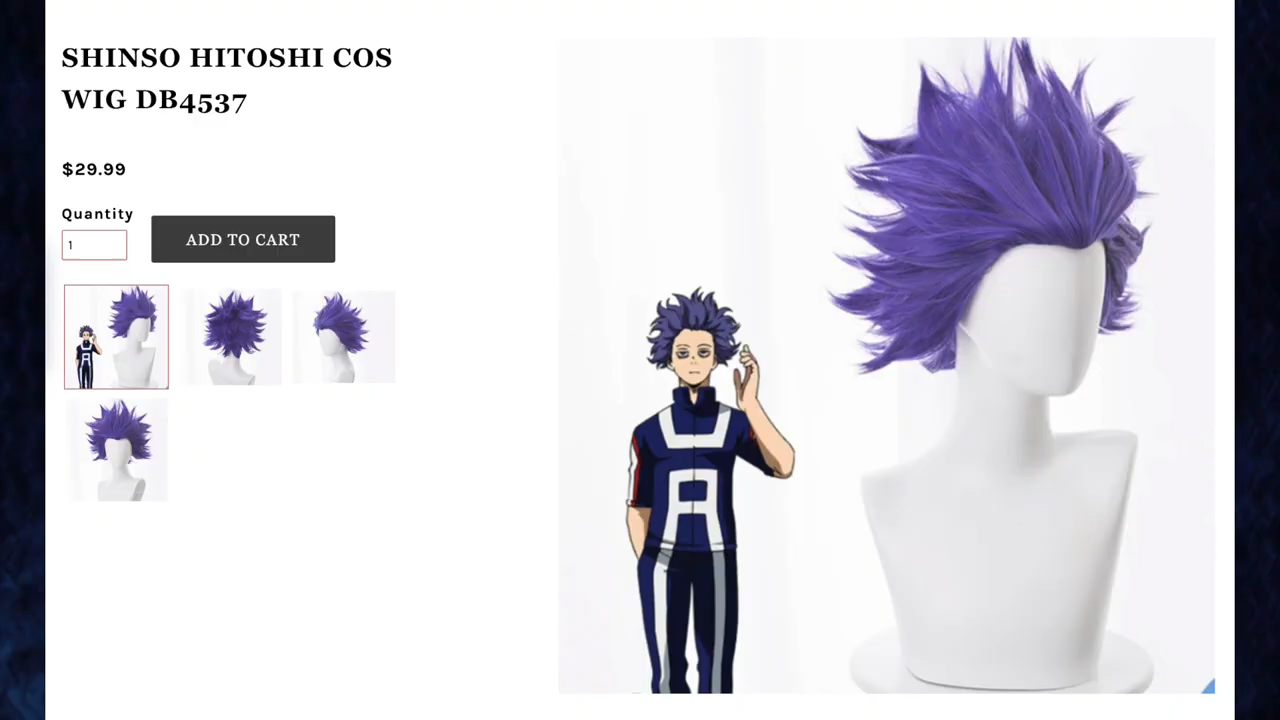 SHINSO HITOSHI COS
WIG DB4537
$29.99
Quantity
1
ADD TO CART